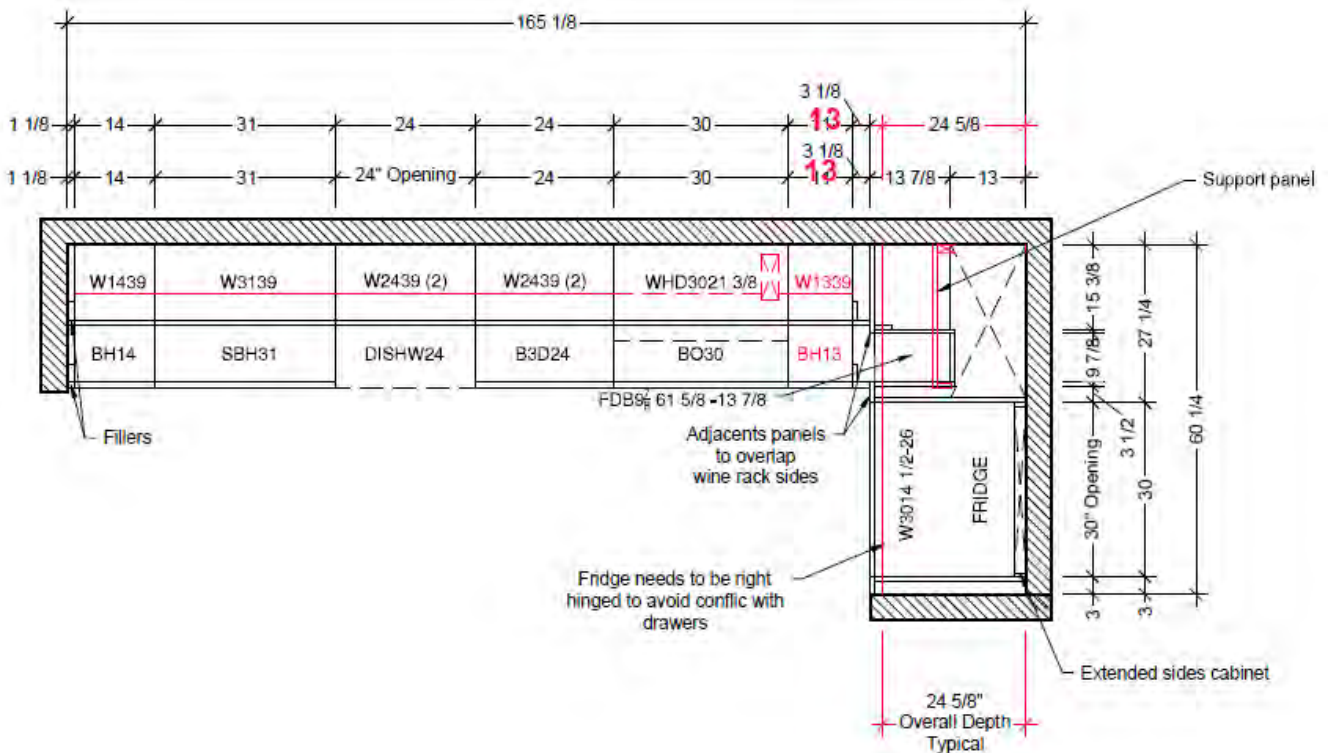 165 1/8
3 1/8
1 1/8
14
31
24
24
30
13
24 5/8
3 1/8
1 1/8
14
31
24" Opening
24
30
13
13 7/8
13
Support panel
W1439
W3139
W2439 (2)
W2439 (2)
WHD3021 3/8
W1339
BH14
SBH31
DISHW24
B3D24
BO30
BH13
15 3/8
27 1/4
9 7/8
60 1/4
3 1/2
30" Opening
30
3
3
61 5/8 -13 7/8
Fillers
Adjacents panels
to overlap
wine rack sides
W3014 1/2-26
FRIDGE
Fridge needs to be right
hinged to avoid conflic with
drawers
Extended sides cabinet
24 5/8"
Overall Depth
Typical